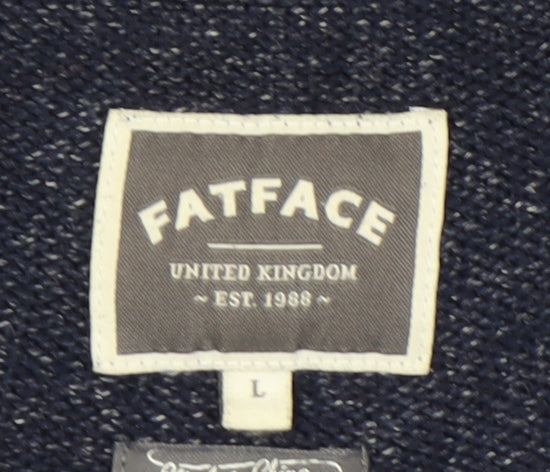 FATFACE
UNITED KINGDOM
~ EST. 1988 ~
L